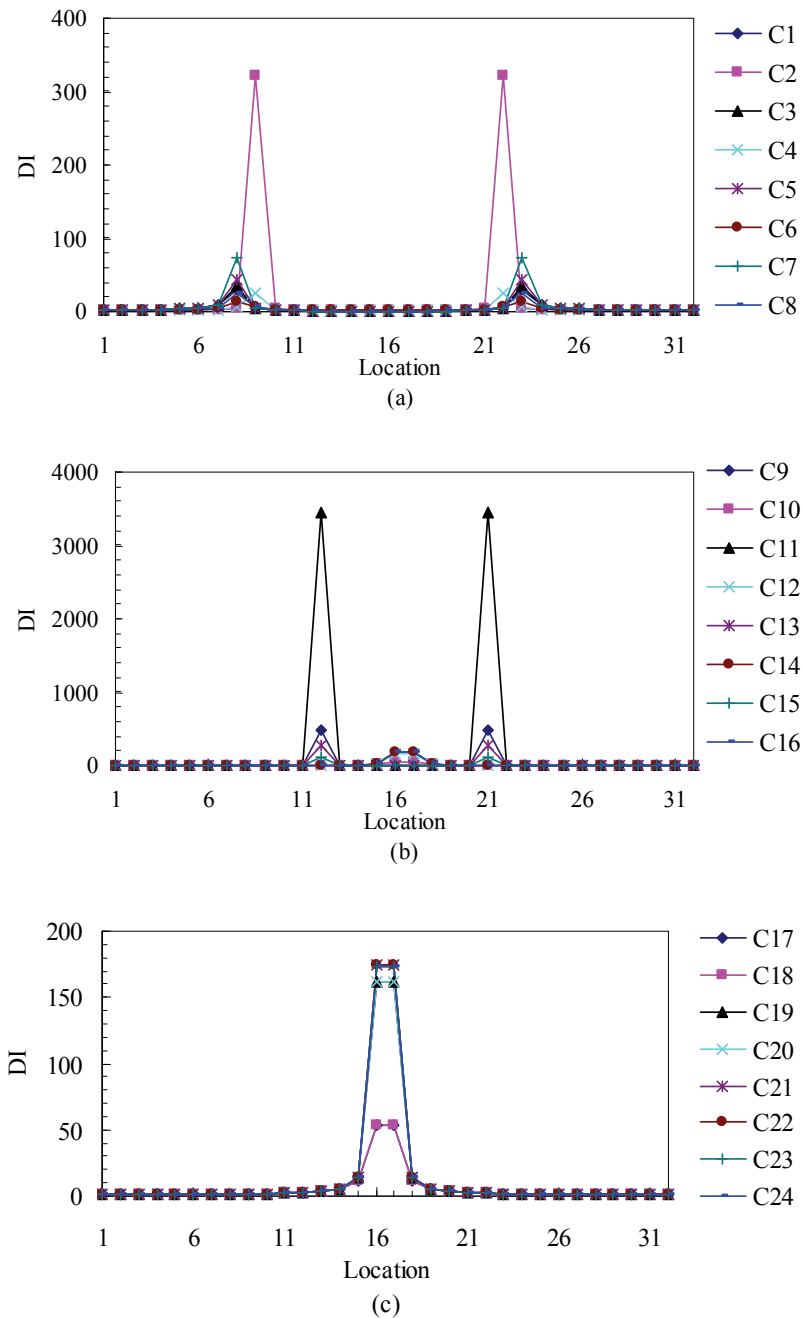 400
300
200
100
0
DI
1 6 11 16 21 26 31
Location
(a)
C1
C2
C3
C4
C5
C6
C7
C8
4000
3000
2000
1000
0
DI
1 6 11 16 21 26 31
Location
(b)
C9
C10
C11
C12
C13
C14
C15
C16
200
150
100
50
0
DI
1 6 11 16 21 26 31
Location
(c)
C17
C18
C19
C20
C21
C22
C23
C24